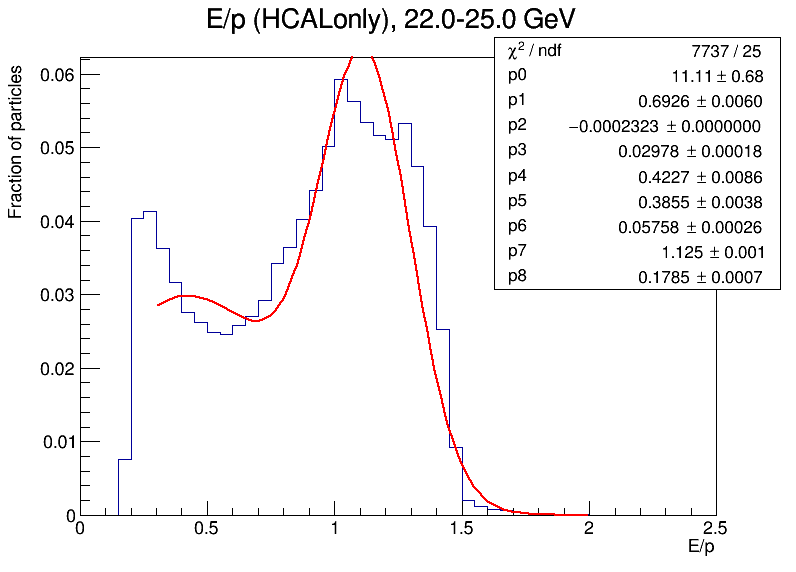 E/p (HCALonly), 22.0-25.0 GeV
χ² / ndf 7737 / 25
p0 11.11 ± 0.68
p1 0.6926 ± 0.0060
p2 −0.0002323 ± 0.0000000
p3 0.02978 ± 0.00018
p4 0.4227 ± 0.0086
p5 0.3855 ± 0.0038
p6 0.05758 ± 0.00026
p7 1.125 ± 0.001
p8 0.1785 ± 0.0007
Fraction of particles
0.06
0.05
0.04
0.03
0.02
0.01
0
0 0.5 1 1.5 2 2.5
E/p